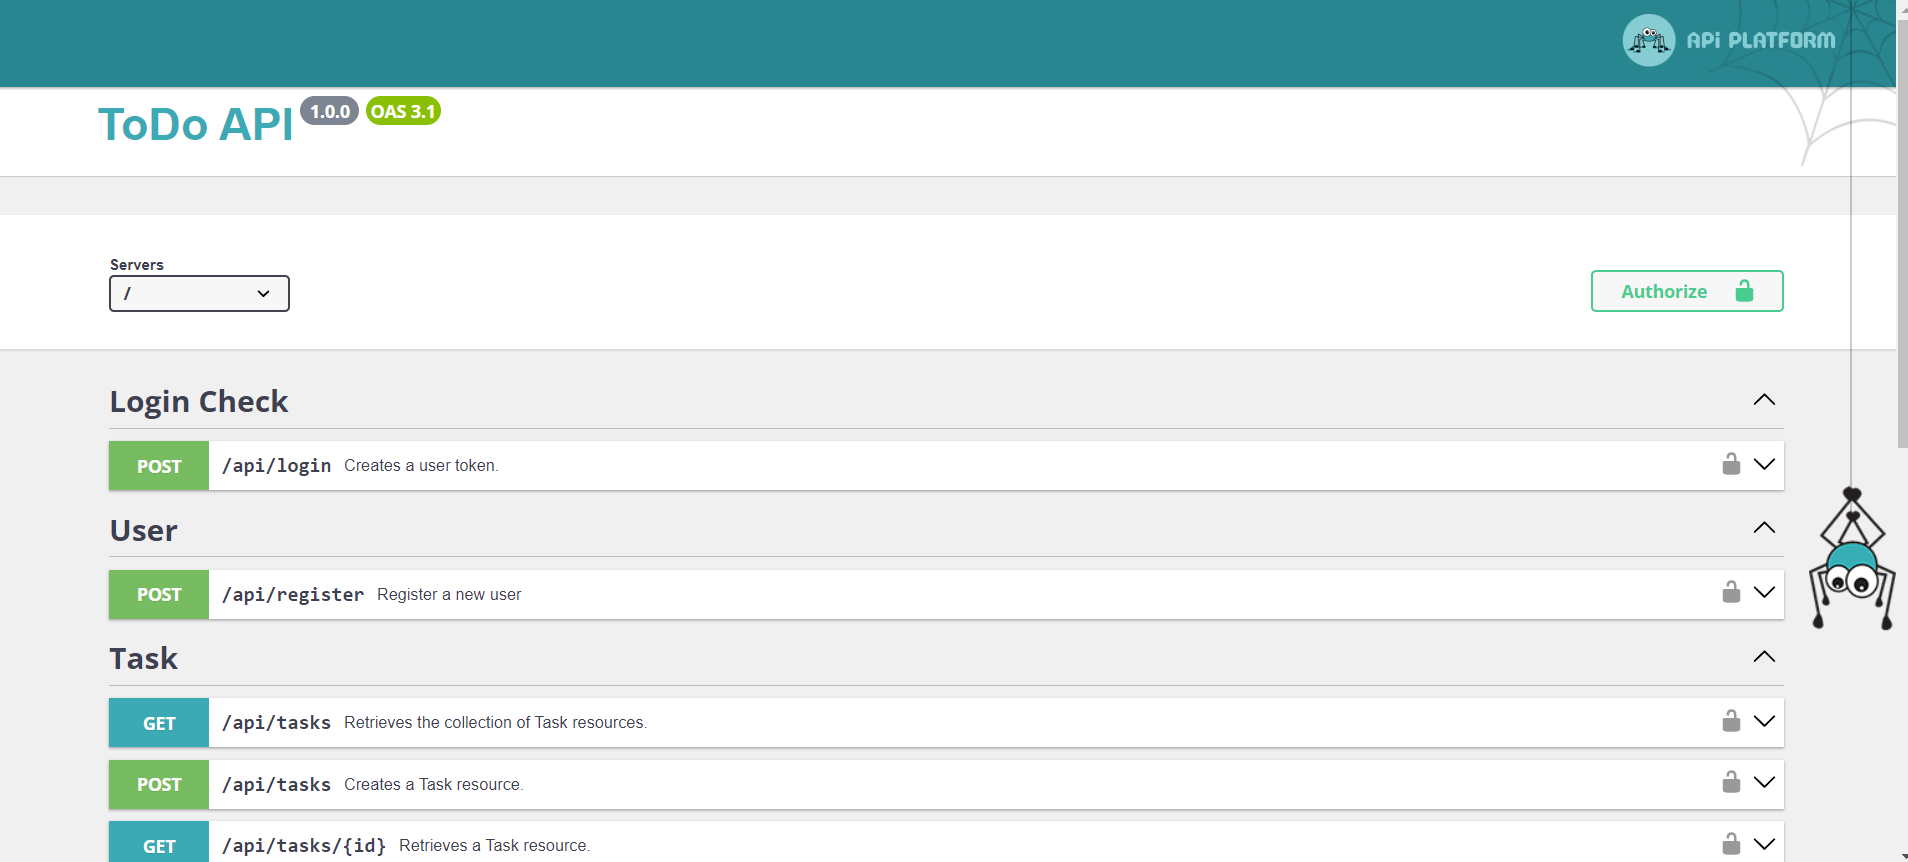 APi PLATFORM
ToDo API 1.0.0 OAS 3.1
Servers
/
Authorize
Login Check
POST /api/login Creates a user token.
User
POST /api/register Register a new user
Task
GET /api/tasks Retrieves the collection of Task resources.
POST /api/tasks Creates a Task resource.
GET /api/tasks/{id} Retrieves a Task resource.